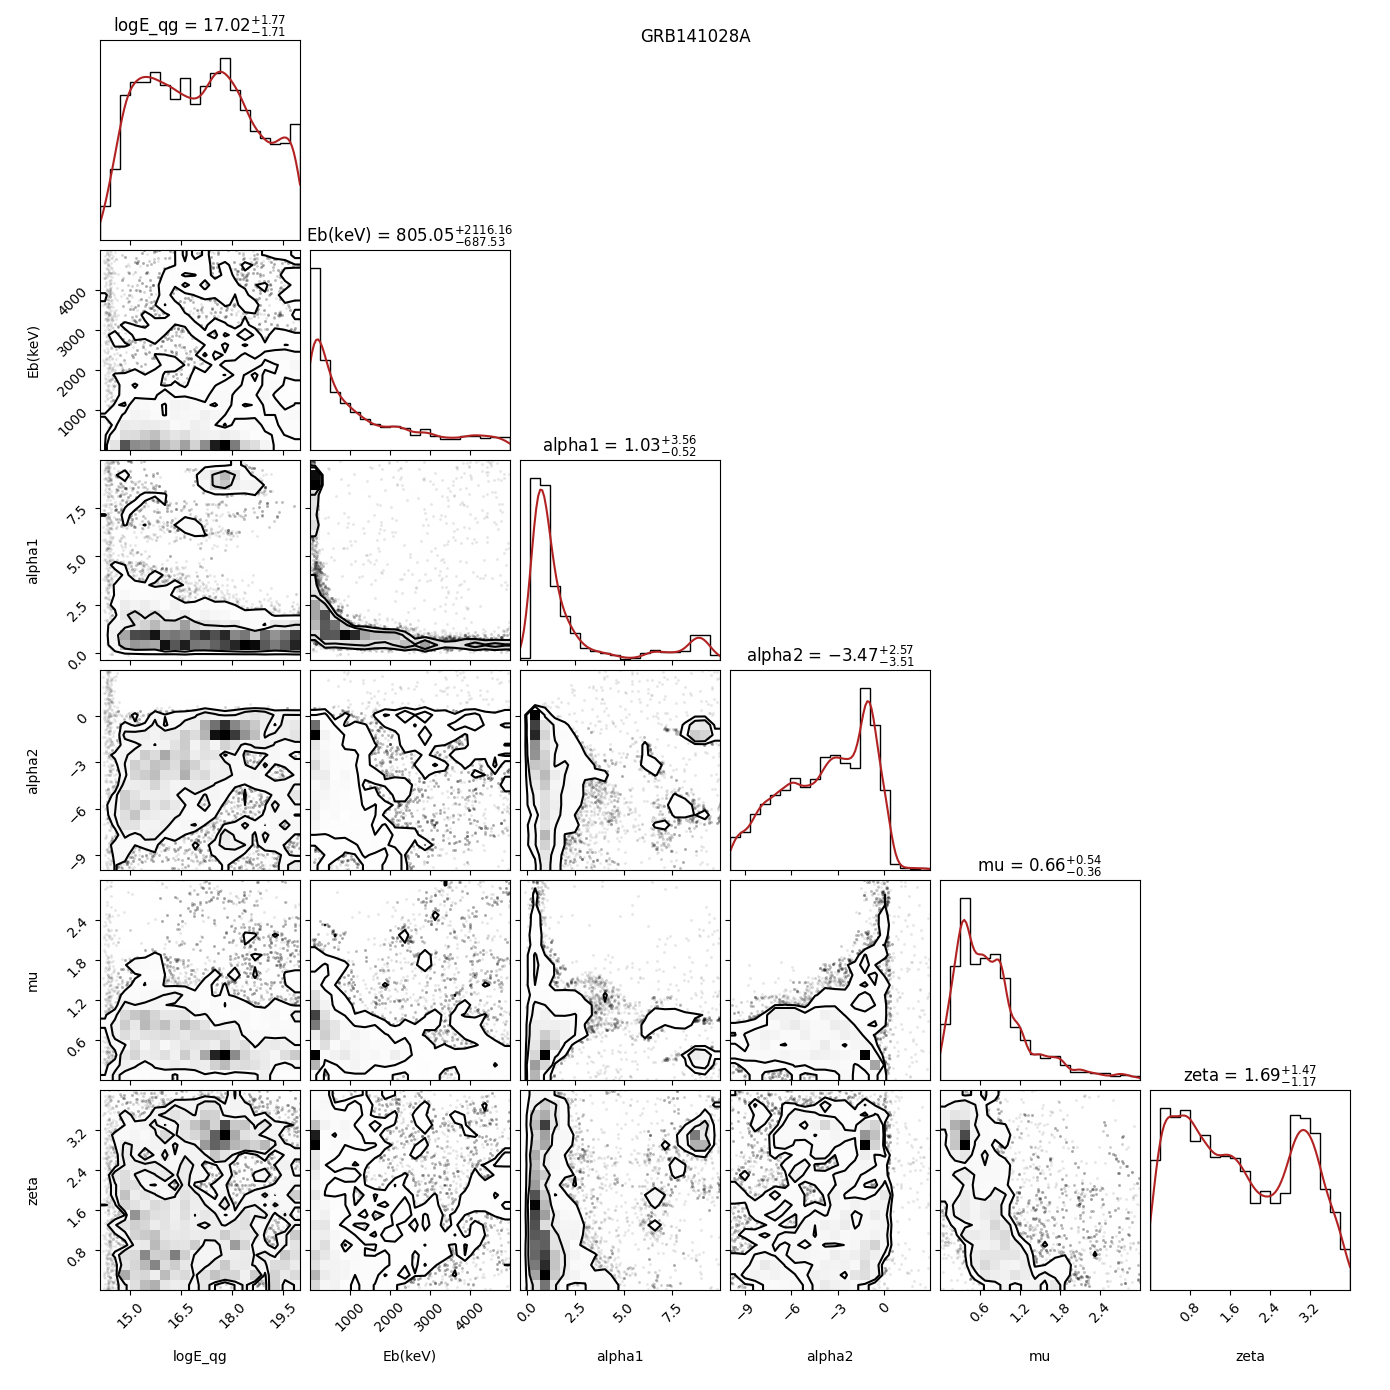 GRB141028A
logE_qg = 17.02+1.77 −1.71
Eb(keV) = 805.05+2116.16 −687.53
Eb(keV)
4000
3000
2000
1000
alpha1 = 1.03+3.56 −0.52
alpha1
7.5
5.0
2.5
0.0
alpha2 = −3.47+2.57 −3.51
alpha2
0
−3
−6
−9
mu = 0.66+0.54 −0.36
mu
2.4
1.8
1.2
0.6
zeta = 1.69+1.47 −1.17
zeta
3.2
2.4
1.6
0.8
15.0 16.5 18.0 19.5
1000 2000 3000 4000
0.0 2.5 5.0 7.5
−9 −6 −3 0
0.6 1.2 1.8 2.4
0.8 1.6 2.4 3.2
logE_qg Eb(keV) alpha1 alpha2 mu zeta